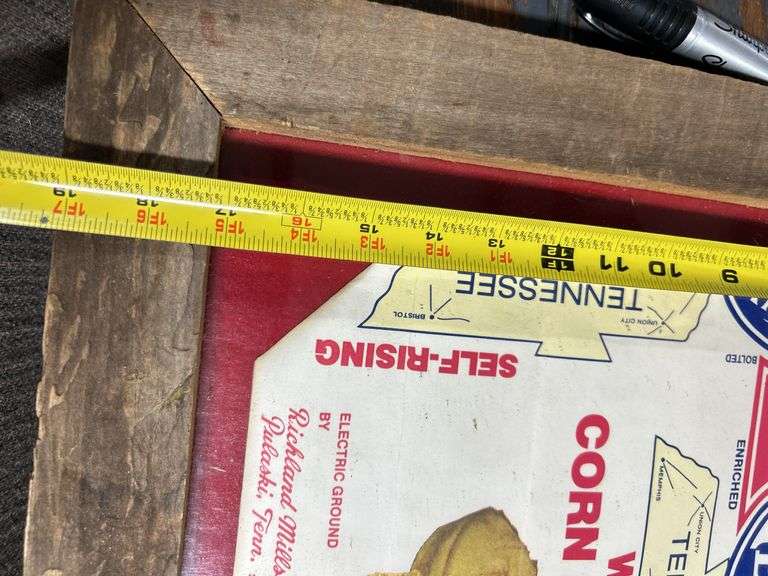 19 18 17 16 15 14 13 12 11 10 9
1F7 1F6 1F5 1F4 1F3 1F2 1F1 1F
TENNESSEE
BRISTOL
UNION CITY
SELF-RISING
BOLTED
ENRICHED
CORN
W
MEMPHIS
UNION CITY
TE
ELECTRIC GROUND
BY
Richland Mills
Pulaski, Tenn.